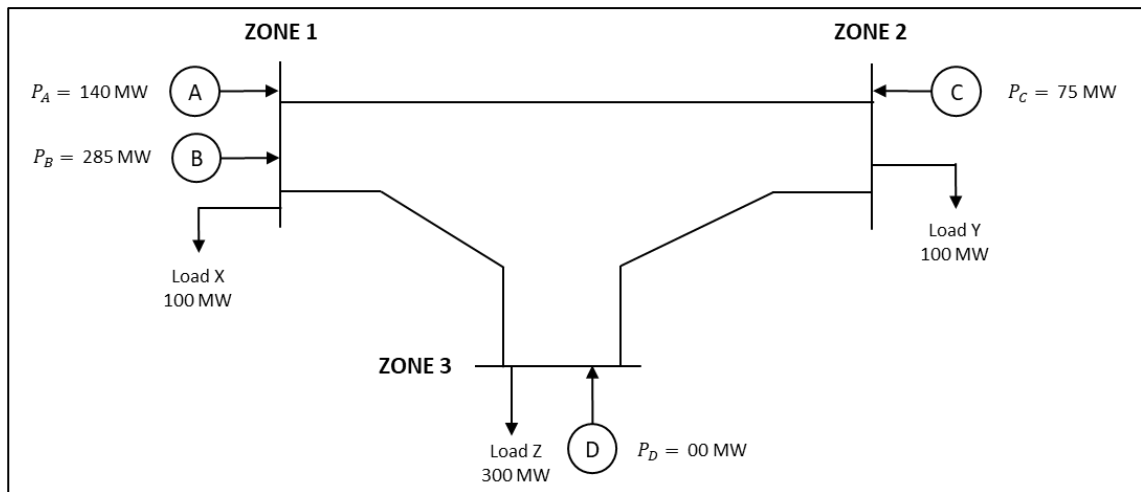 ZONE 1
ZONE 2
P_A = 140 MW
A
C
P_C = 75 MW
P_B = 285 MW
B
Load X
100 MW
Load Y
100 MW
ZONE 3
Load Z
300 MW
D
P_D = 00 MW